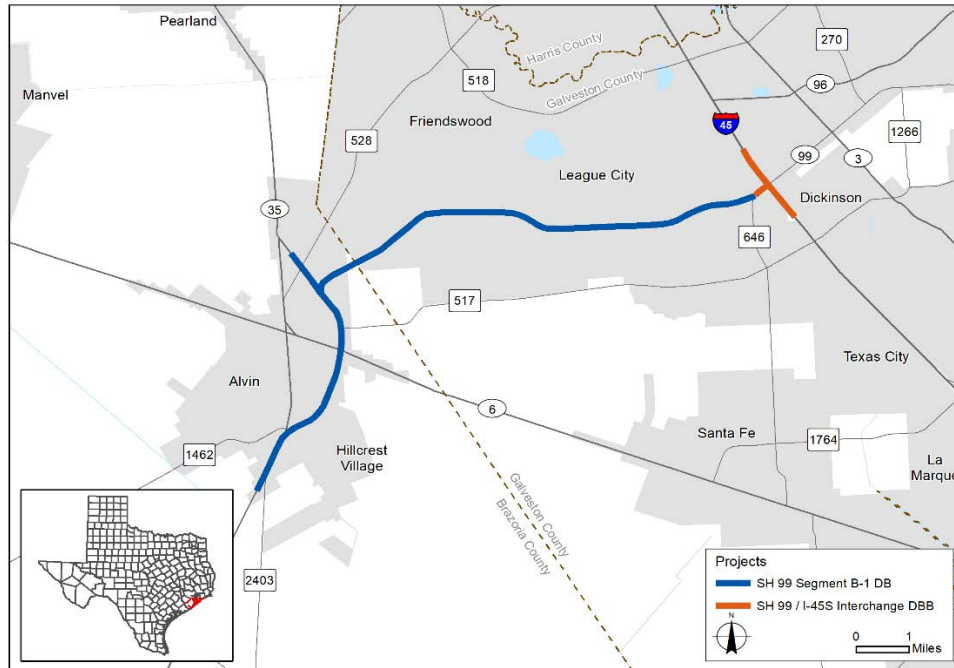 Pearland
Manvel
Harris County
Galveston County
270
518
96
528
Friendswood
45
1266
99
3
League City
Dickinson
35
646
517
Alvin
Texas City
6
Santa Fe
1764
Hillcrest
Village
1462
La
Marque
Galveston County
Brazoria County
2403
Projects
SH 99 Segment B-1 DB
SH 99 / I-45S Interchange DBB
N
0 1
Miles